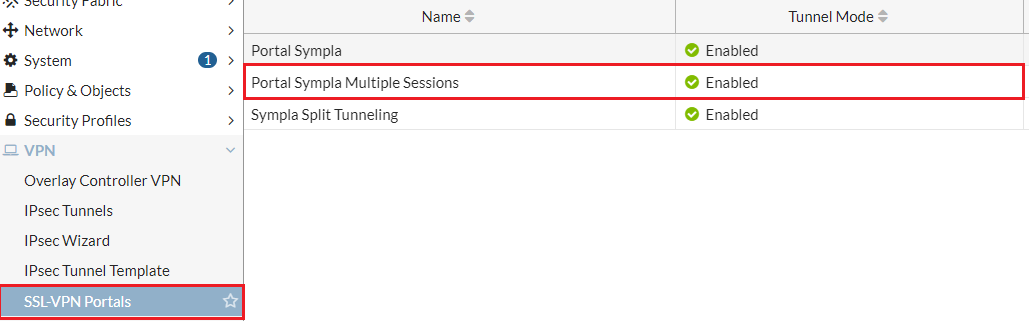 Security Fabric
Network
System 1
Policy & Objects
Security Profiles
VPN
Overlay Controller VPN
IPsec Tunnels
IPsec Wizard
IPsec Tunnel Template
SSL-VPN Portals
Name Tunnel Mode
Portal Sympla Enabled
Portal Sympla Multiple Sessions Enabled
Sympla Split Tunneling Enabled